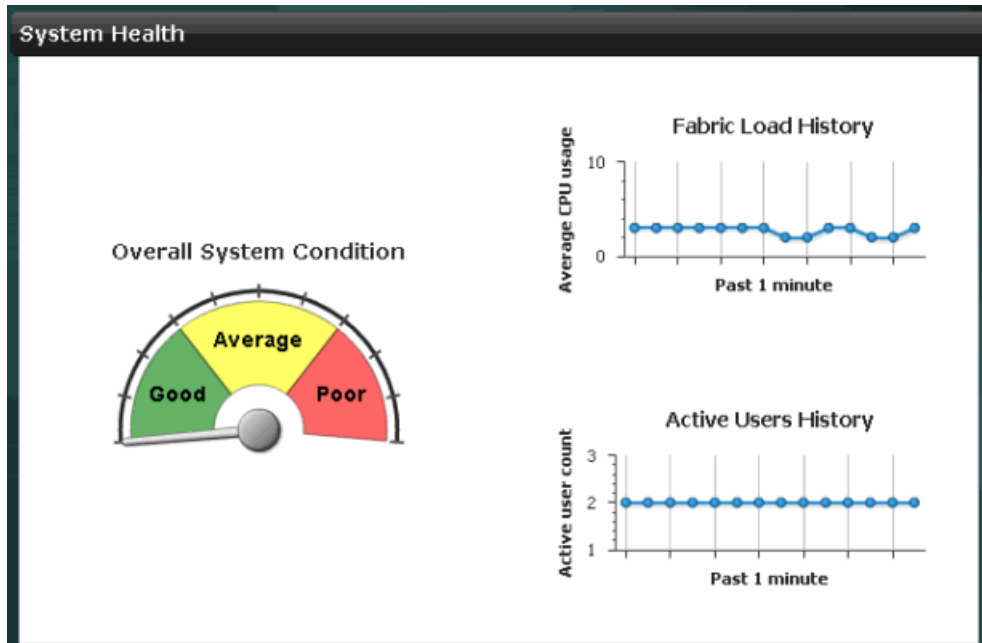 System Health
Overall System Condition
Average
Good
Poor
Fabric Load History
Average CPU usage
10
0
Past 1 minute
Active Users History
Active user count
3
2
1
Past 1 minute